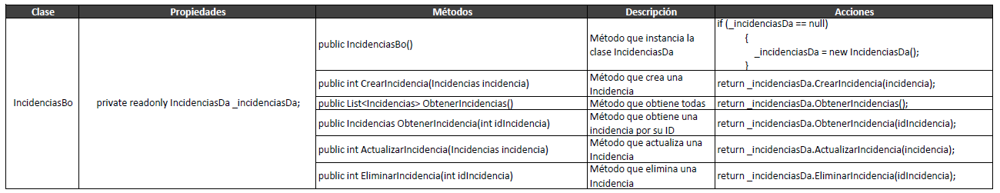 Clase Propiedades Métodos Descripción Acciones
IncidenciasBo
private readonly IncidenciasDa _incidenciasDa;
public IncidenciasBo()
Método que instancia la
clase IncidenciasDa
if (_incidenciasDa == null)
{
_incidenciasDa = new IncidenciasDa();
}
public int CrearIncidencia(Incidencias incidencia)
Método que crea una
Incidencia
return _incidenciasDa.CrearIncidencia(incidencia);
public List<Incidencias> ObtenerIncidencias()
Método que obtiene todas
return _incidenciasDa.ObtenerIncidencias();
public Incidencias ObtenerIncidencia(int idIncidencia)
Método que obtiene una
incidencia por su ID
return _incidenciasDa.ObtenerIncidencia(idIncidencia);
public int ActualizarIncidencia(Incidencias incidencia)
Método que actualiza una
Incidencia
return _incidenciasDa.ActualizarIncidencia(incidencia);
public int EliminarIncidencia(int idIncidencia)
Método que elimina una
Incidencia
return _incidenciasDa.EliminarIncidencia(idIncidencia);